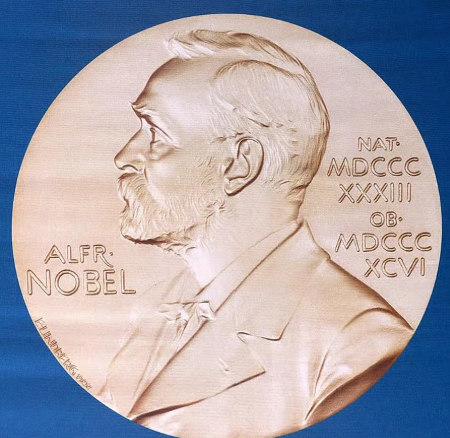 ALFR·
NOBEL
NAT·
MDCCC
XXXIII
OB·
MDCCC
XCVI